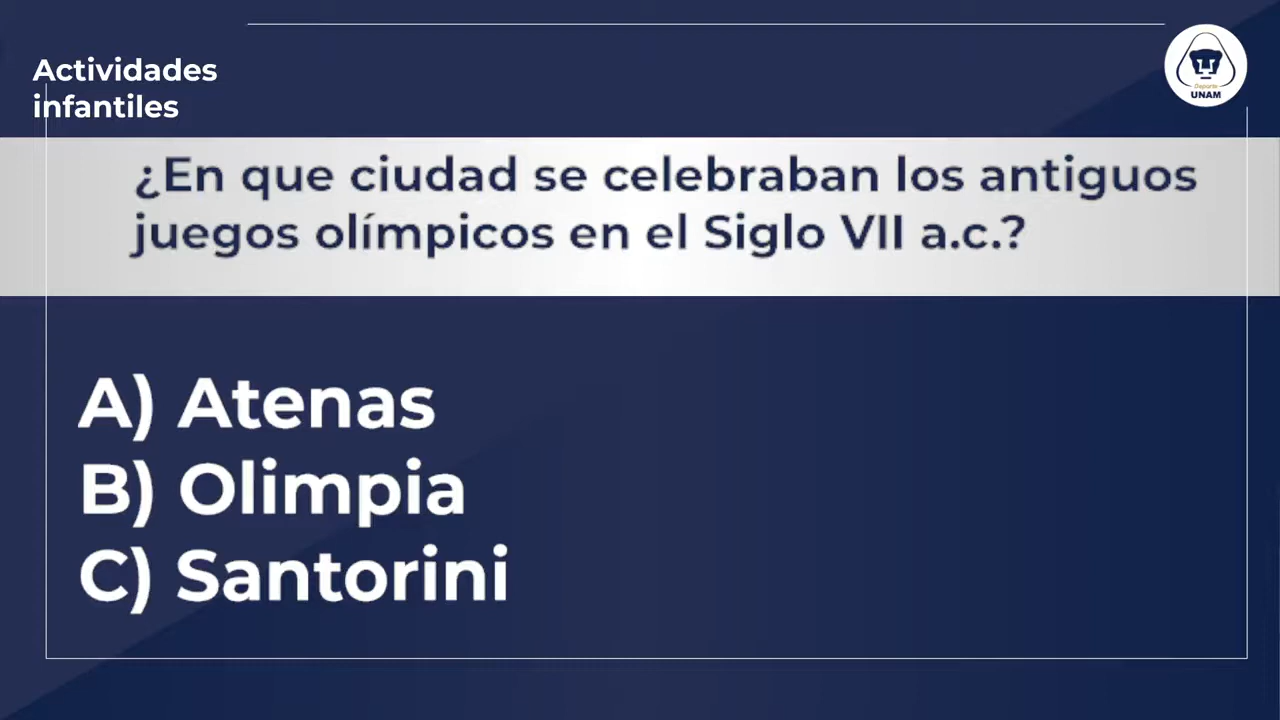 Actividades
infantiles
Deporte
UNAM
¿En que ciudad se celebraban los antiguos
juegos olímpicos en el Siglo VII a.c.?
A) Atenas
B) Olimpia
C) Santorini